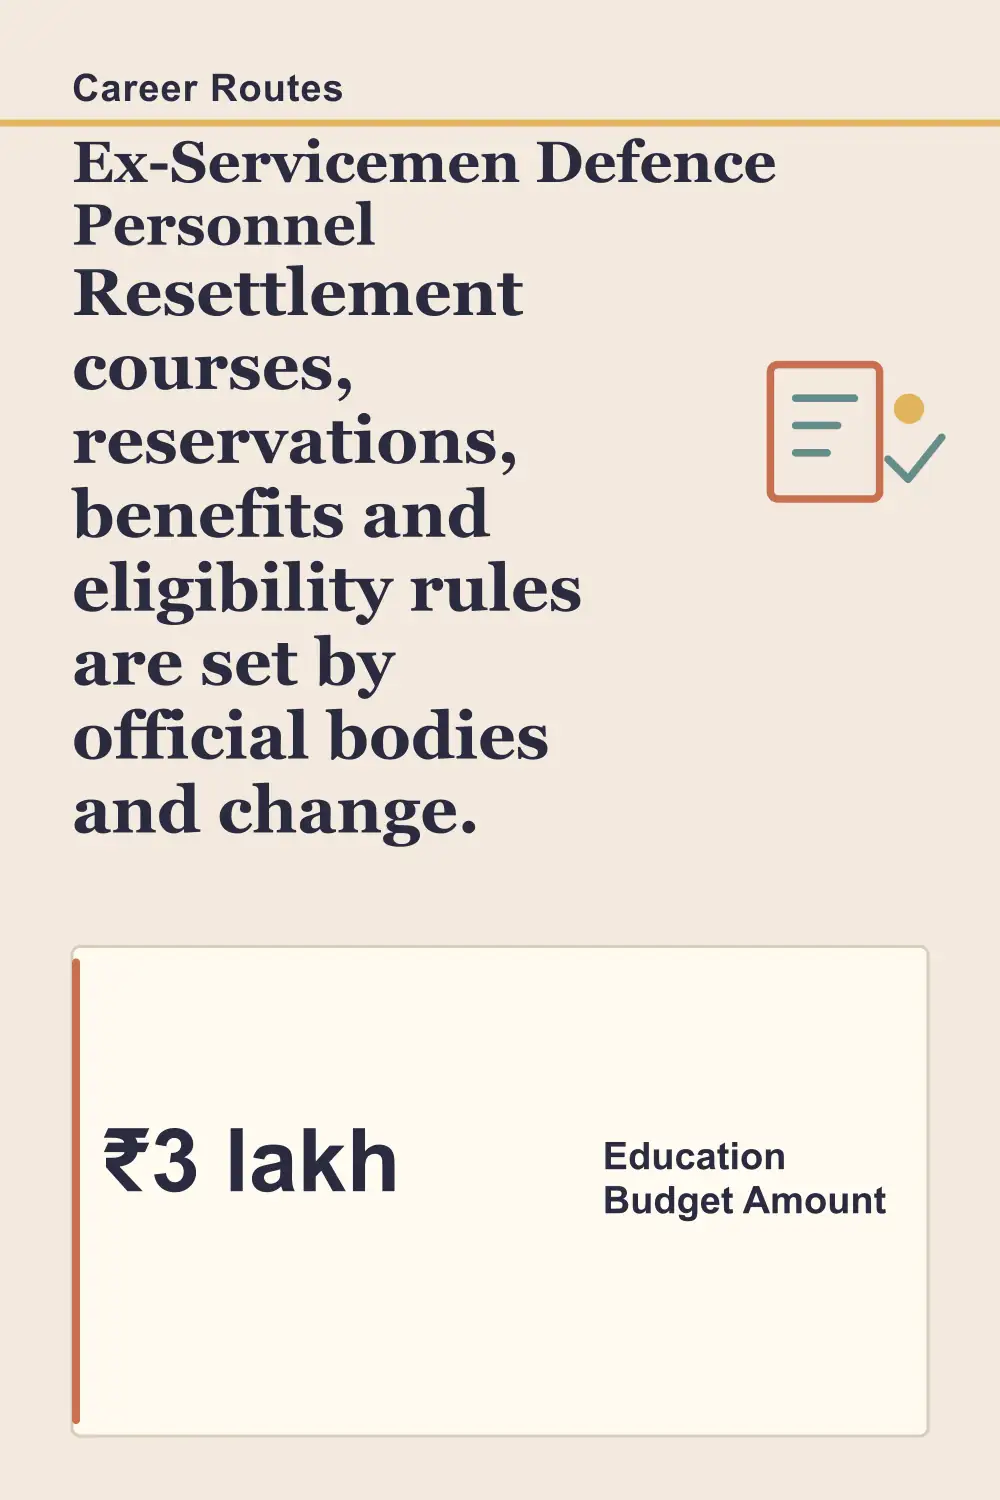 Career Routes
Ex-Servicemen Defence
Personnel
Resettlement
courses,
reservations,
benefits and
eligibility rules
are set by
official bodies
and change.
₹3 lakh
Education
Budget Amount